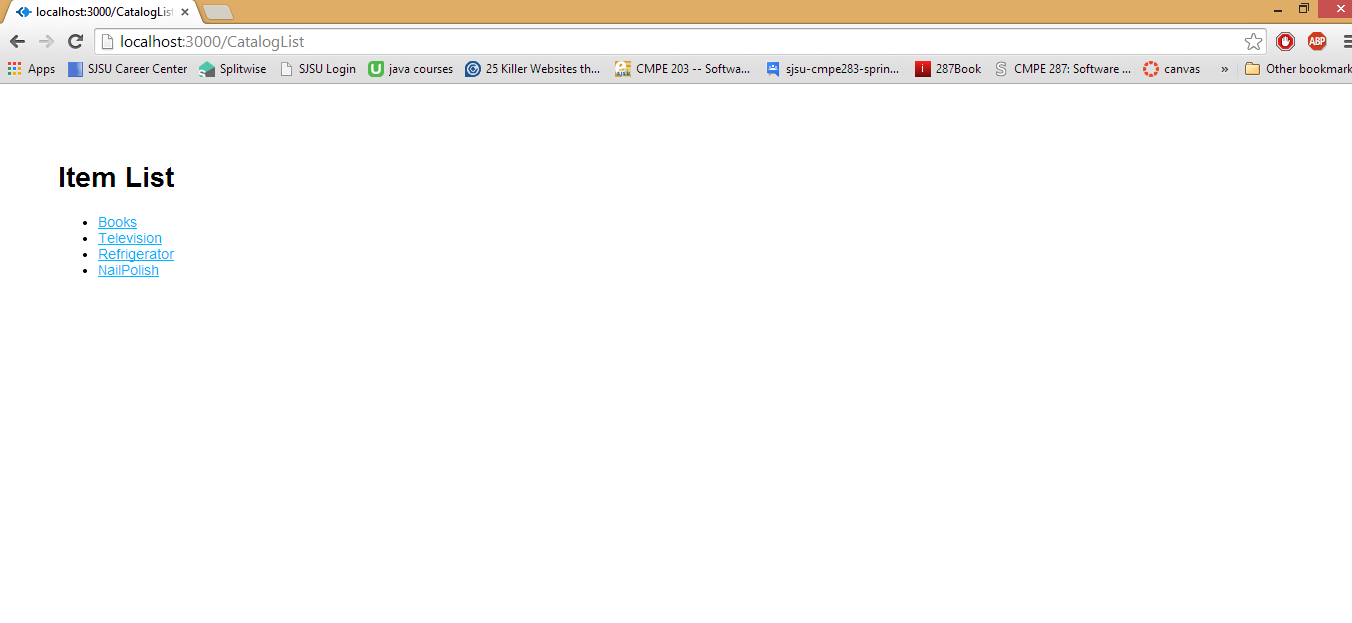 localhost:3000/CatalogList
localhost:3000/CatalogList
Apps SJSU Career Center Splitwise SJSU Login java courses 25 Killer Websites th... CMPE 203 -- Softwa... sjsu-cmpe283-sprin... 287Book CMPE 287: Software ... canvas » Other bookmark
ABP
Item List
Books
Television
Refrigerator
NailPolish